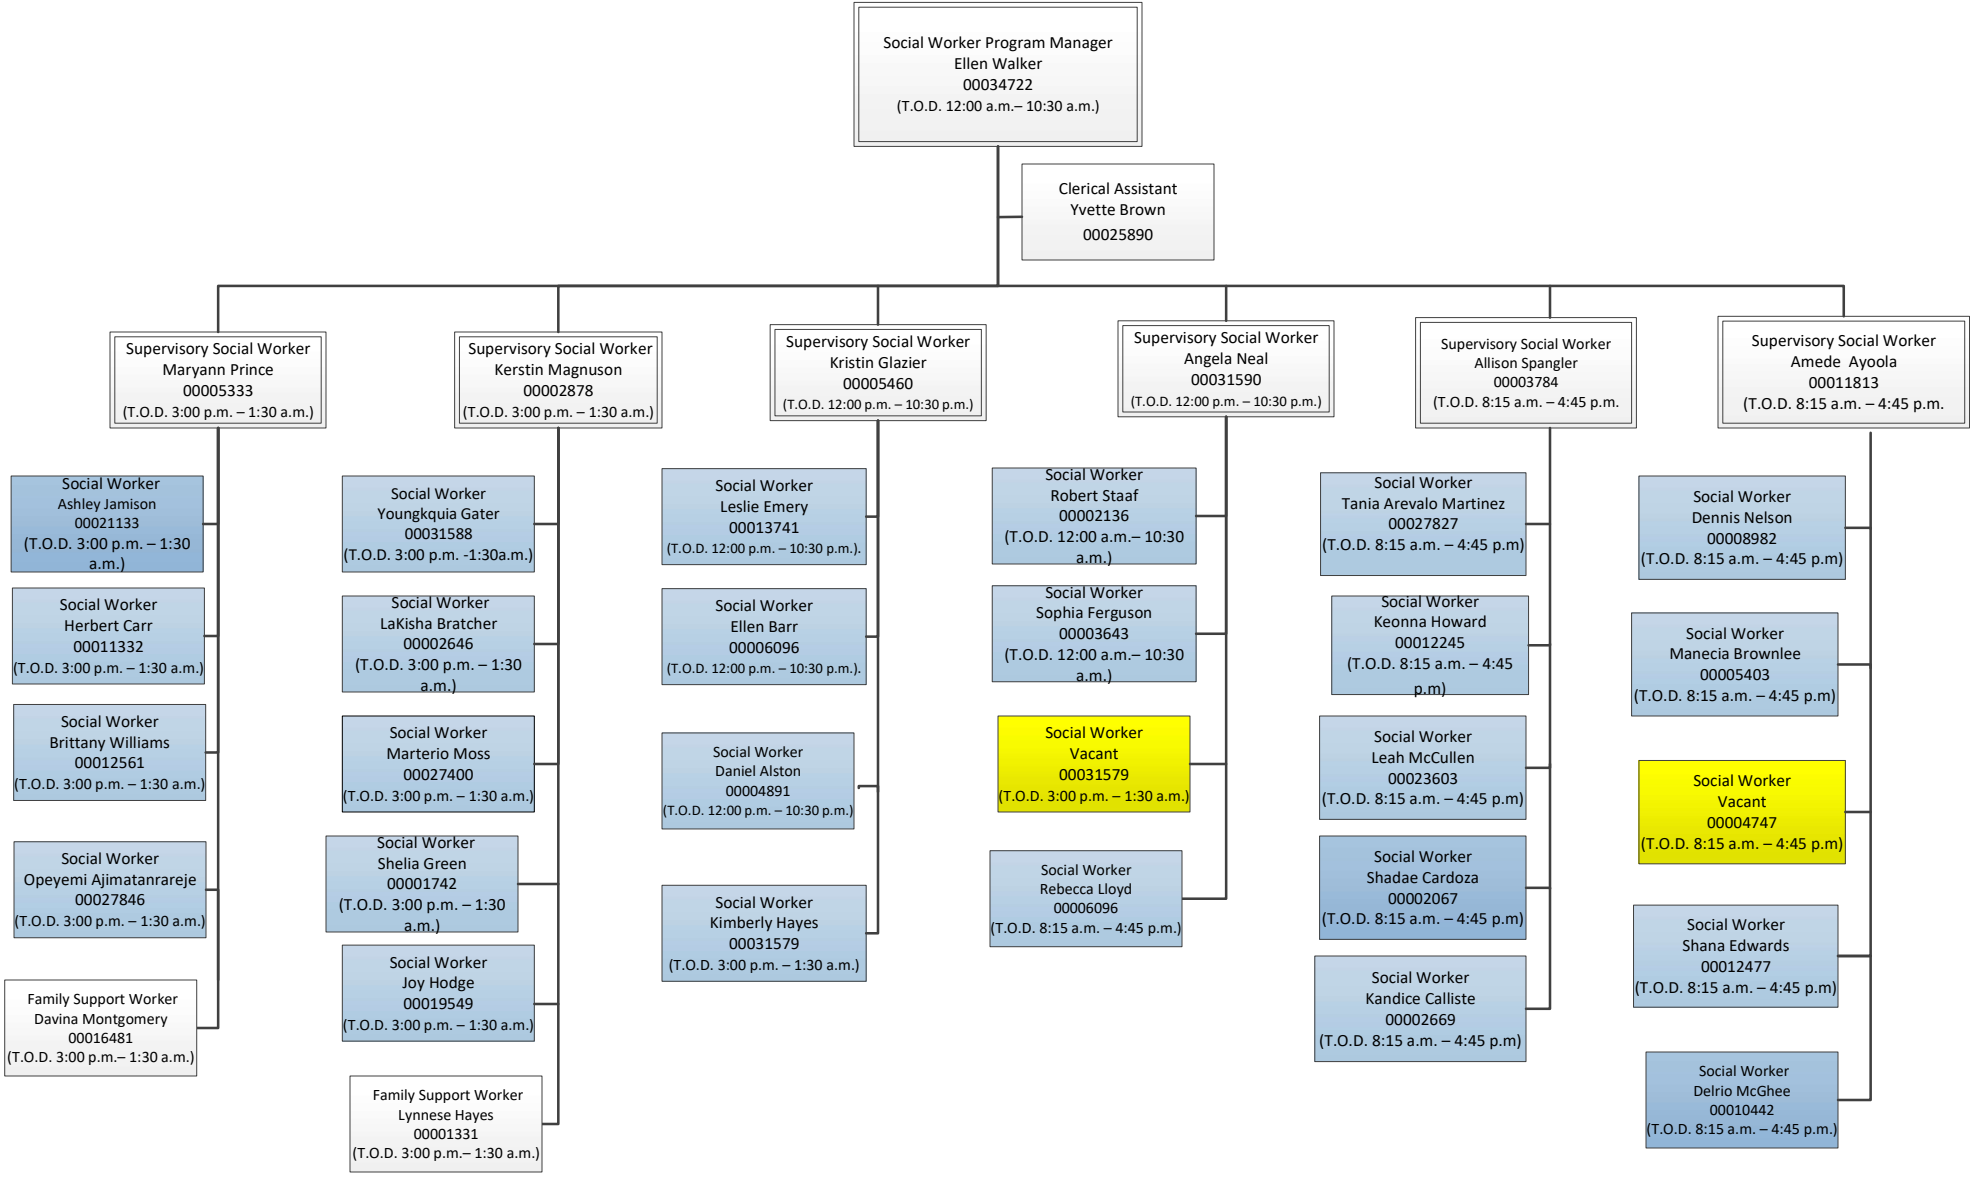 Social Worker Program Manager
Ellen Walker
00034722
(T.O.D. 12:00 a.m.– 10:30 a.m.)
Clerical Assistant
Yvette Brown
00025890
Supervisory Social Worker
Maryann Prince
00005333
(T.O.D. 3:00 p.m. – 1:30 a.m.)
Social Worker
Ashley Jamison
00021133
(T.O.D. 3:00 p.m. – 1:30
a.m.)
Social Worker
Herbert Carr
00011332
(T.O.D. 3:00 p.m. – 1:30 a.m.)
Social Worker
Brittany Williams
00012561
(T.O.D. 3:00 p.m. – 1:30 a.m.)
Social Worker
Opeyemi Ajimatanrareje
00027846
(T.O.D. 3:00 p.m. – 1:30 a.m.)
Family Support Worker
Davina Montgomery
00016481
(T.O.D. 3:00 p.m.– 1:30 a.m.)
Supervisory Social Worker
Kerstin Magnuson
00002878
(T.O.D. 3:00 p.m. – 1:30 a.m.)
Social Worker
Youngkquia Gater
00031588
(T.O.D. 3:00 p.m. -1:30a.m.)
Social Worker
LaKisha Bratcher
00002646
(T.O.D. 3:00 p.m. – 1:30
a.m.)
Social Worker
Marterio Moss
00027400
(T.O.D. 3:00 p.m. – 1:30 a.m.)
Social Worker
Shelia Green
00001742
(T.O.D. 3:00 p.m. – 1:30
a.m.)
Social Worker
Joy Hodge
00019549
(T.O.D. 3:00 p.m. – 1:30 a.m.)
Family Support Worker
Lynnese Hayes
00001331
(T.O.D. 3:00 p.m.– 1:30 a.m.)
Supervisory Social Worker
Kristin Glazier
00005460
(T.O.D. 12:00 p.m. – 10:30 p.m.)
Social Worker
Leslie Emery
00013741
(T.O.D. 12:00 p.m. – 10:30 p.m.).
Social Worker
Ellen Barr
00006096
(T.O.D. 12:00 p.m. – 10:30 p.m.).
Social Worker
Daniel Alston
00004891
(T.O.D. 12:00 p.m. – 10:30 p.m.)
Social Worker
Kimberly Hayes
00031579
(T.O.D. 3:00 p.m. – 1:30 a.m.)
Supervisory Social Worker
Angela Neal
00031590
(T.O.D. 12:00 p.m. – 10:30 p.m.)
Social Worker
Robert Staaf
00002136
(T.O.D. 12:00 a.m.– 10:30
a.m.)
Social Worker
Sophia Ferguson
00003643
(T.O.D. 12:00 a.m.– 10:30
a.m.)
Social Worker
Vacant
00031579
(T.O.D. 3:00 p.m. – 1:30 a.m.)
Social Worker
Rebecca Lloyd
00006096
(T.O.D. 8:15 a.m. – 4:45 p.m.)
Supervisory Social Worker
Allison Spangler
00003784
(T.O.D. 8:15 a.m. – 4:45 p.m.
Social Worker
Tania Arevalo Martinez
00027827
(T.O.D. 8:15 a.m. – 4:45 p.m)
Social Worker
Keonna Howard
00012245
(T.O.D. 8:15 a.m. – 4:45
p.m)
Social Worker
Leah McCullen
00023603
(T.O.D. 8:15 a.m. – 4:45 p.m)
Social Worker
Shadae Cardoza
00002067
(T.O.D. 8:15 a.m. – 4:45 p.m)
Social Worker
Kandice Calliste
00002669
(T.O.D. 8:15 a.m. – 4:45 p.m)
Supervisory Social Worker
Amede Ayoola
00011813
(T.O.D. 8:15 a.m. – 4:45 p.m.
Social Worker
Dennis Nelson
00008982
(T.O.D. 8:15 a.m. – 4:45 p.m)
Social Worker
Manecia Brownlee
00005403
(T.O.D. 8:15 a.m. – 4:45 p.m)
Social Worker
Vacant
00004747
(T.O.D. 8:15 a.m. – 4:45 p.m)
Social Worker
Shana Edwards
00012477
(T.O.D. 8:15 a.m. – 4:45 p.m)
Social Worker
Delrio McGhee
00010442
(T.O.D. 8:15 a.m. – 4:45 p.m.)